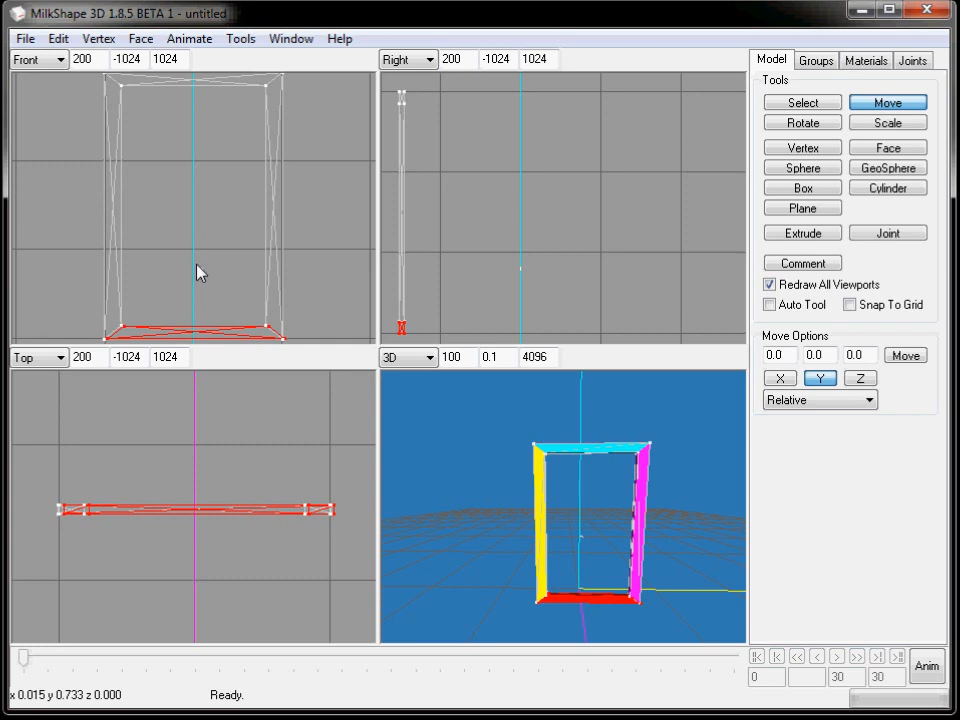 MilkShape 3D 1.8.5 BETA 1 - untitled
File Edit Vertex Face Animate Tools Window Help
Front 200 -1024 1024
Right 200 -1024 1024
Top 200 -1024 1024
3D 100 0.1 4096
Model Groups Materials Joints
Tools
Select Move
Rotate Scale
Vertex Face
Sphere GeoSphere
Box Cylinder
Plane
Extrude Joint
Comment
Redraw All Viewports
Auto Tool Snap To Grid
Move Options
0.0 0.0 0.0 Move
X Y Z
Relative
0 30 30 Anim
x 0.015 y 0.733 z 0.000 Ready.